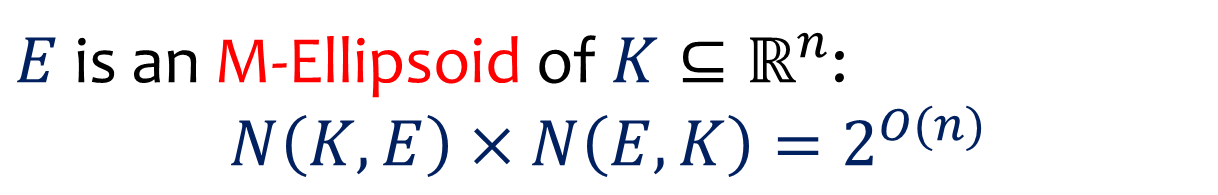 E is an M-Ellipsoid of K ⊆ ℝⁿ:
N(K, E) × N(E, K) = 2^{O(n)}